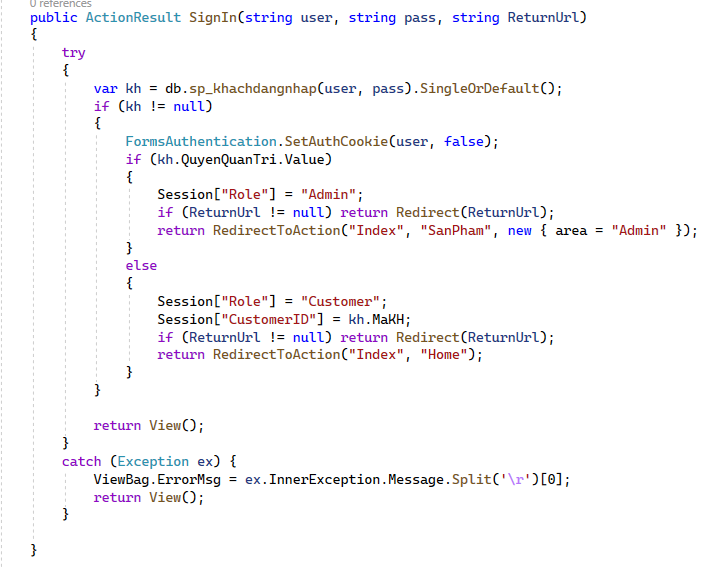 0 references
public ActionResult SignIn(string user, string pass, string ReturnUrl)
{
try
{
var kh = db.sp_khachdangnhap(user, pass).SingleOrDefault();
if (kh != null)
{
FormsAuthentication.SetAuthCookie(user, false);
if (kh.QuyenQuanTri.Value)
{
Session["Role"] = "Admin";
if (ReturnUrl != null) return Redirect(ReturnUrl);
return RedirectToAction("Index", "SanPham", new { area = "Admin" });
}
else
{
Session["Role"] = "Customer";
Session["CustomerID"] = kh.MaKH;
if (ReturnUrl != null) return Redirect(ReturnUrl);
return RedirectToAction("Index", "Home");
}
}
return View();
}
catch (Exception ex) {
ViewBag.ErrorMsg = ex.InnerException.Message.Split('\r')[0];
return View();
}
}